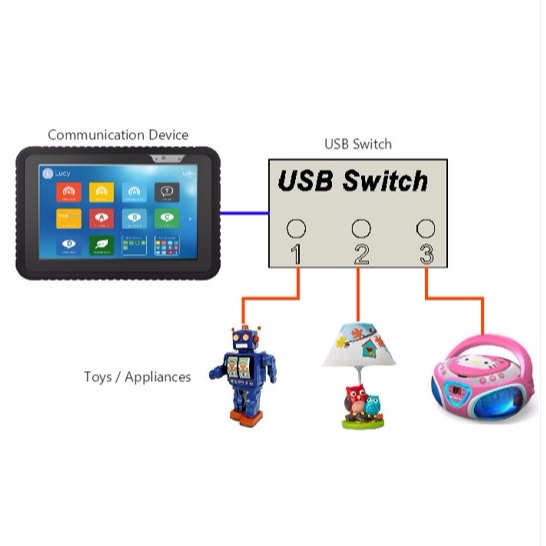 Communication Device
USB Switch
Lucy
USB Switch
1 2 3
Toys / Appliances